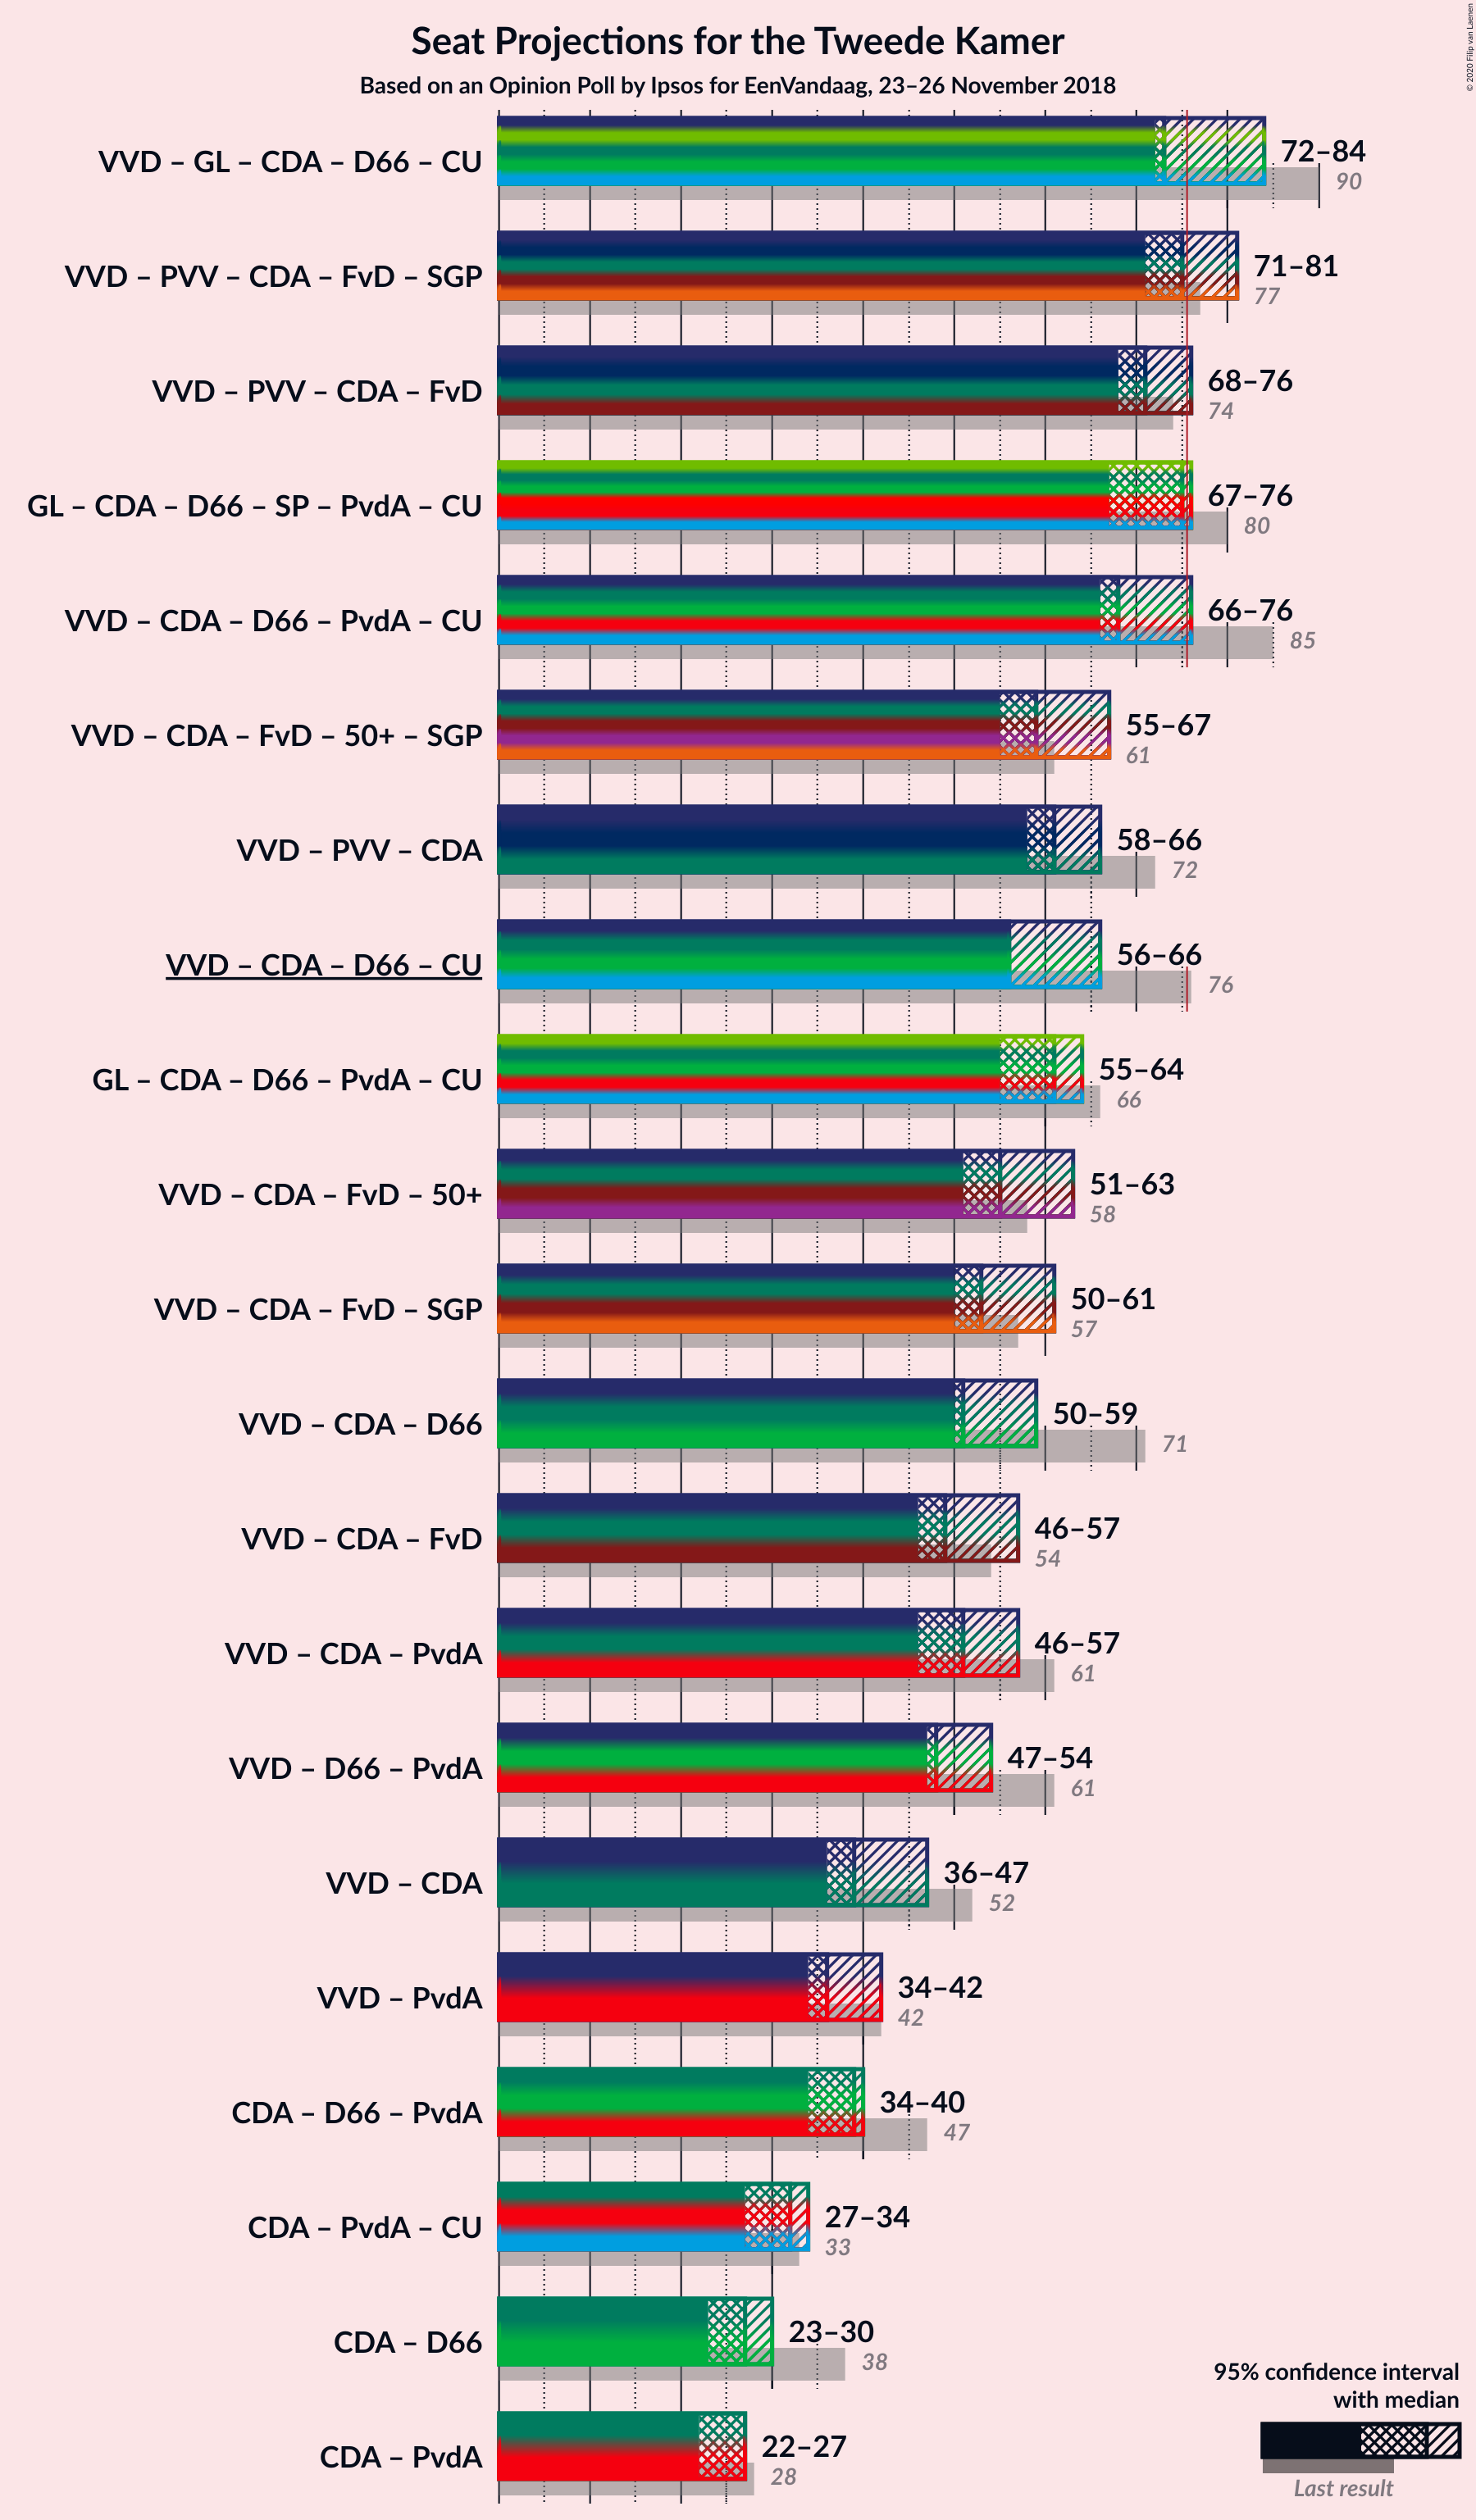 Seat Projections for the Tweede Kamer
Based on an Opinion Poll by Ipsos for EenVandaag, 23–26 November 2018
© 2020 Filip van Laenen
VVD – GL – CDA – D66 – CU
72–84
90
VVD – PVV – CDA – FvD – SGP
71–81
77
VVD – PVV – CDA – FvD
68–76
74
GL – CDA – D66 – SP – PvdA – CU
67–76
80
VVD – CDA – D66 – PvdA – CU
66–76
85
VVD – CDA – FvD – 50+ – SGP
55–67
61
VVD – PVV – CDA
58–66
72
VVD – CDA – D66 – CU
56–66
76
GL – CDA – D66 – PvdA – CU
55–64
66
VVD – CDA – FvD – 50+
51–63
58
VVD – CDA – FvD – SGP
50–61
57
VVD – CDA – D66
50–59
71
VVD – CDA – FvD
46–57
54
VVD – CDA – PvdA
46–57
61
VVD – D66 – PvdA
47–54
61
VVD – CDA
36–47
52
VVD – PvdA
34–42
42
CDA – D66 – PvdA
34–40
47
CDA – PvdA – CU
27–34
33
CDA – D66
23–30
38
CDA – PvdA
22–27
28
95% confidence interval
with median
Last result